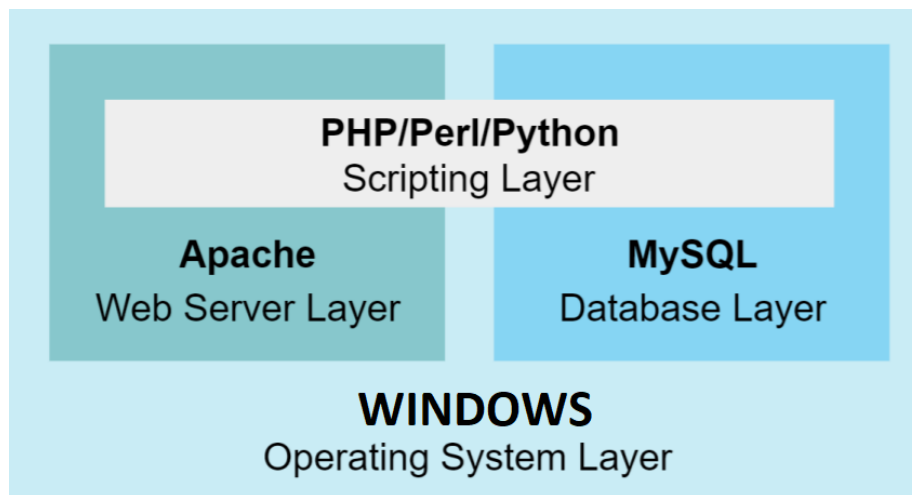 PHP/Perl/Python
Scripting Layer
Apache
Web Server Layer
MySQL
Database Layer
WINDOWS
Operating System Layer